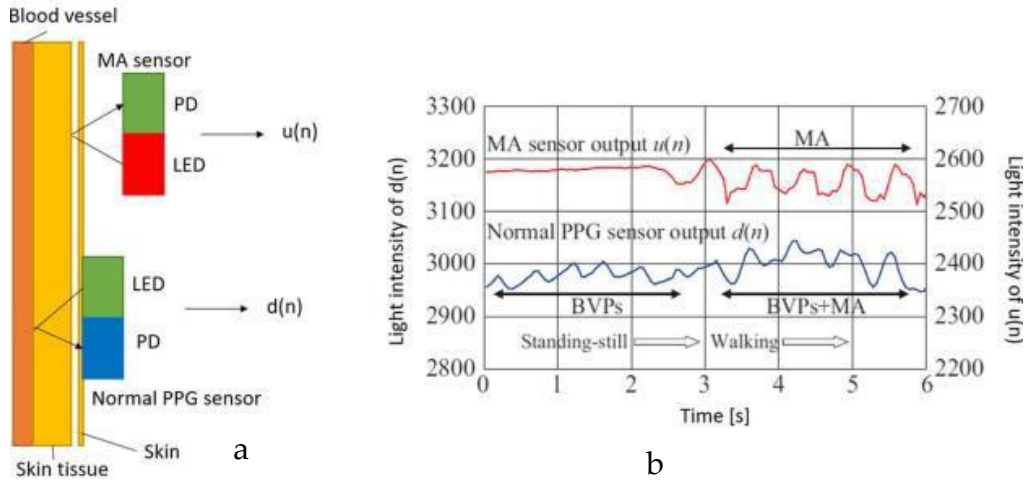 Blood vessel
MA sensor
PD
LED
u(n)
LED
PD
d(n)
Normal PPG sensor
Skin
Skin tissue
a
Light intensity of d(n)
3300
3200
3100
3000
2900
2800
2700
2600
2500
2400
2300
2200
Light intensity of u(n)
MA sensor output u(n)
MA
Normal PPG sensor output d(n)
BVPs
BVPs+MA
Standing-still
Walking
0 1 2 3 4 5 6
Time [s]
b